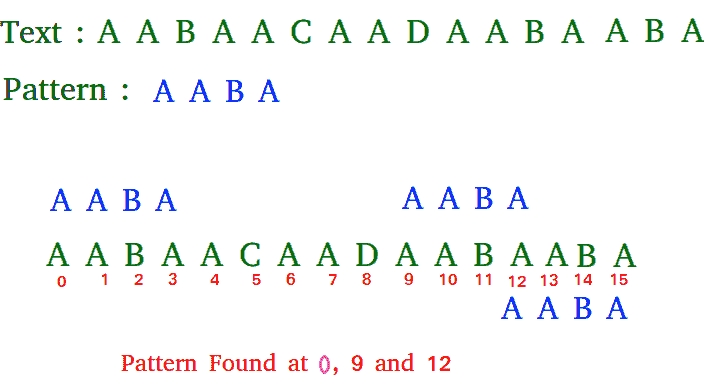 Text : A A B A A C A A D A A B A A B A
Pattern : A A B A
A A B A A A B A
A A B A A C A A D A A B A A B A
0 1 2 3 4 5 6 7 8 9 10 11 12 13 14 15
A A B A
Pattern Found at 0, 9 and 12